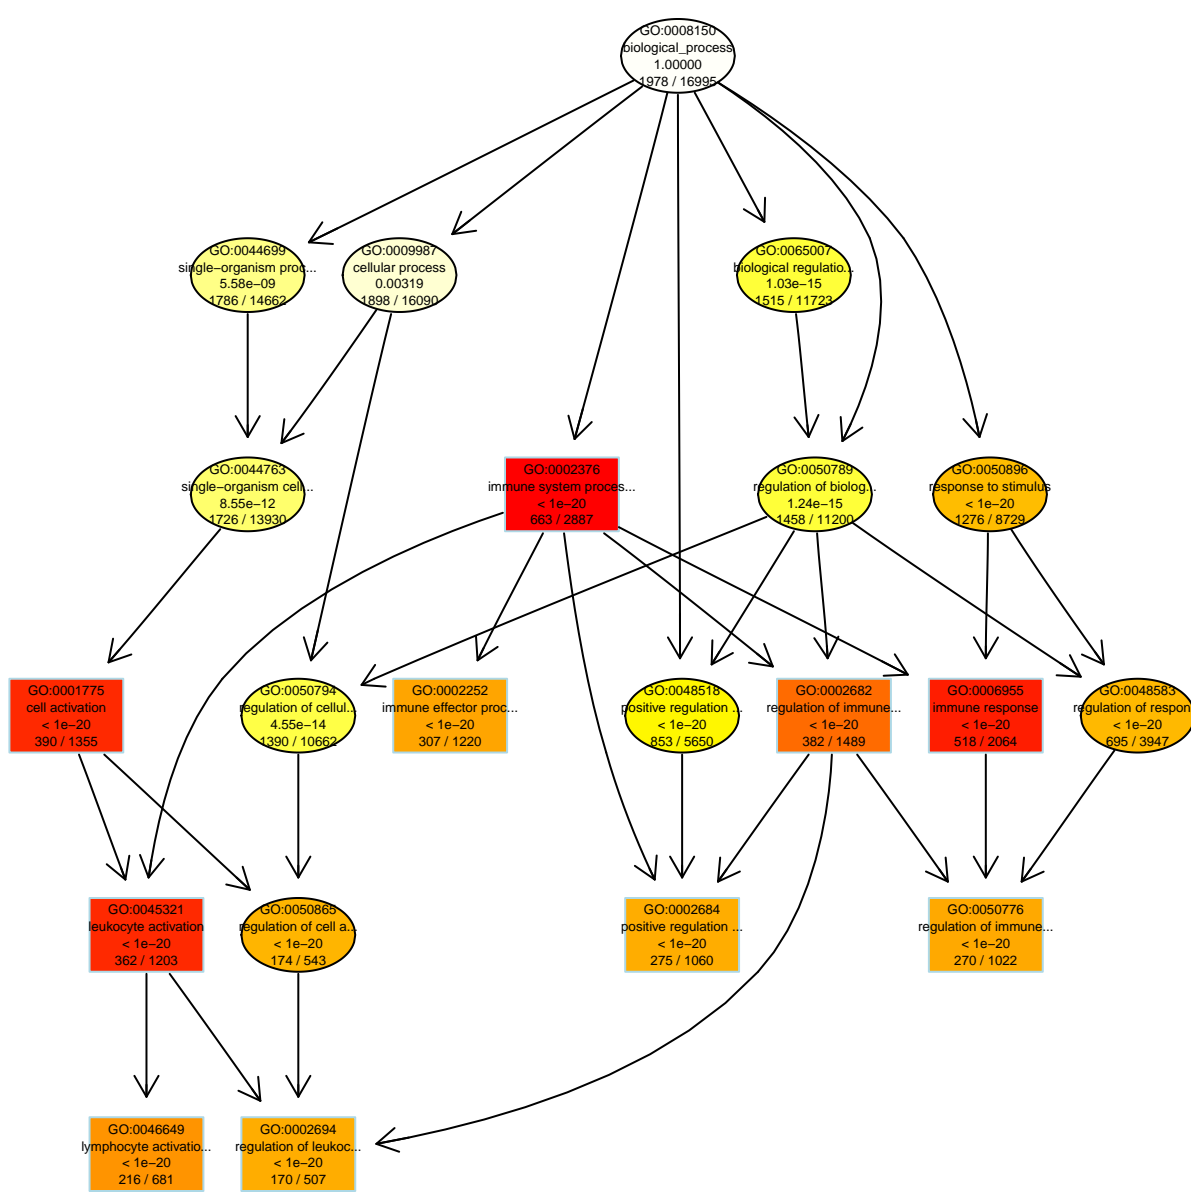 GO:0008150
biological_process
1.00000
1978 / 16995
GO:0044699
single−organism proc...
5.58e−09
1786 / 14662
GO:0009987
cellular process
0.00319
1898 / 16090
GO:0065007
biological regulatio...
1.03e−15
1515 / 11723
GO:0044763
single−organism cell...
8.55e−12
1726 / 13930
GO:0002376
immune system proces...
< 1e−20
663 / 2887
GO:0050789
regulation of biolog...
1.24e−15
1458 / 11200
GO:0050896
response to stimulus
< 1e−20
1276 / 8729
GO:0001775
cell activation
< 1e−20
390 / 1355
GO:0050794
regulation of cellul...
4.55e−14
1390 / 10662
GO:0002252
immune effector proc...
< 1e−20
307 / 1220
GO:0048518
positive regulation ...
< 1e−20
853 / 5650
GO:0002682
regulation of immune...
< 1e−20
382 / 1489
GO:0006955
immune response
< 1e−20
518 / 2064
GO:0048583
regulation of respon
< 1e−20
695 / 3947
GO:0045321
leukocyte activation
< 1e−20
362 / 1203
GO:0050865
regulation of cell a...
< 1e−20
174 / 543
GO:0002684
positive regulation ...
< 1e−20
275 / 1060
GO:0050776
regulation of immune...
< 1e−20
270 / 1022
GO:0046649
lymphocyte activatio...
< 1e−20
216 / 681
GO:0002694
regulation of leukoc...
< 1e−20
170 / 507